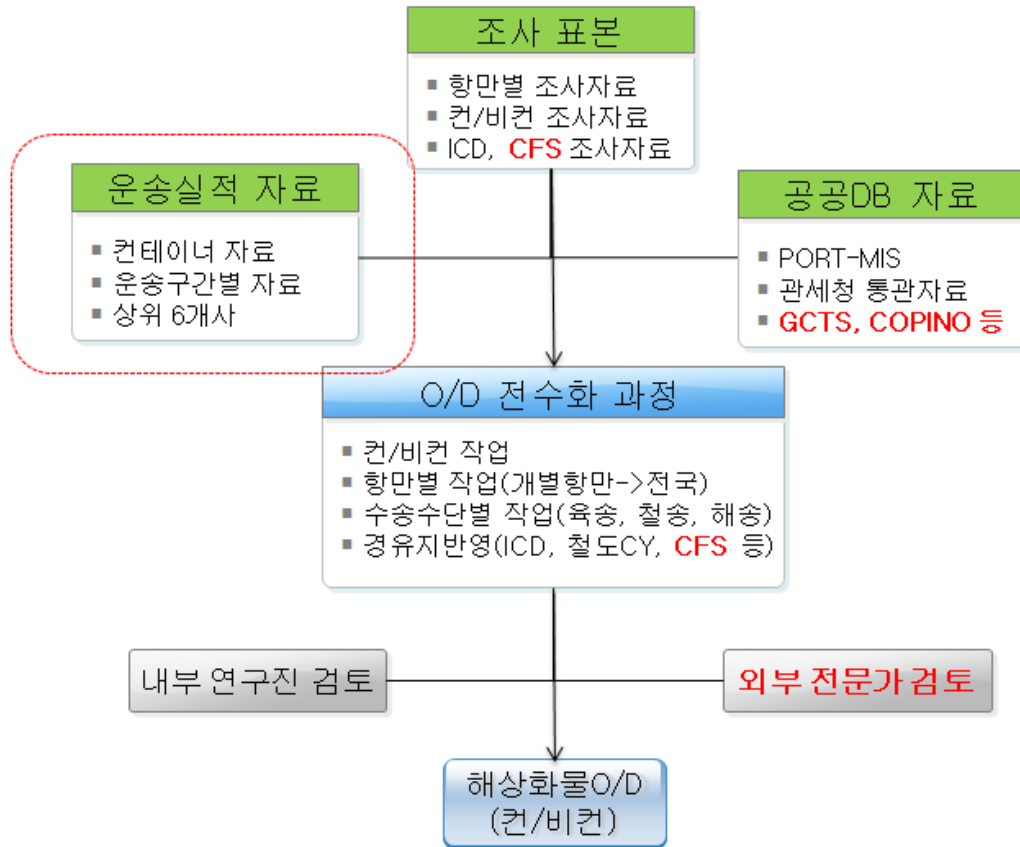 조사 표본
▪ 항만별 조사자료
▪ 컨/비컨 조사자료
▪ ICD, CFS 조사자료
운송실적 자료
▪ 컨테이너 자료
▪ 운송구간별 자료
▪ 상위 6개사
공공DB 자료
▪ PORT-MIS
▪ 관세청 통관자료
▪ GCTS, COPINO 등
O/D 전수화 과정
▪ 컨/비컨 작업
▪ 항만별 작업(개별항만->전국)
▪ 수송수단별 작업(육송, 철송, 해송)
▪ 경유지반영(ICD, 철도CY, CFS 등)
내부 연구진 검토
외부 전문가 검토
해상화물O/D
(컨/비컨)